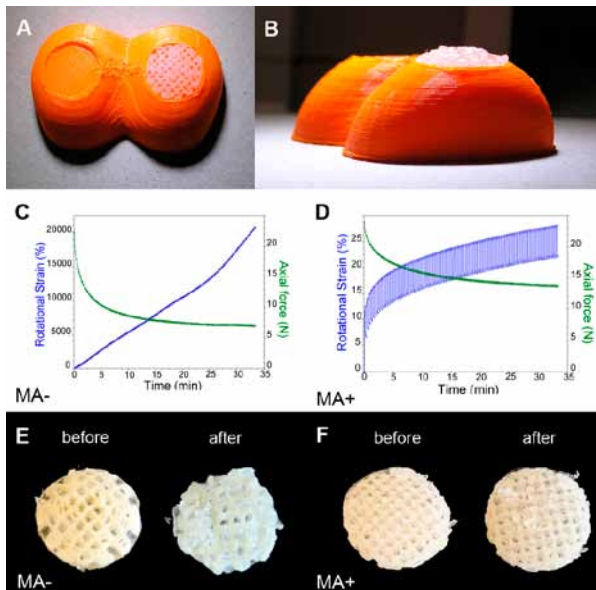 A
B
C
20000
15000
10000
5000
0
Rotational Strain (%)
20
15
10
5
0
Axial force (N)
0 5 10 15 20 25 30 35
Time (min)
MA-
D
25
20
15
10
5
0
Rotational Strain (%)
20
15
10
5
0
Axial force (N)
0 5 10 15 20 25 30 35
Time (min)
MA+
E
before after
MA-
F
before after
MA+